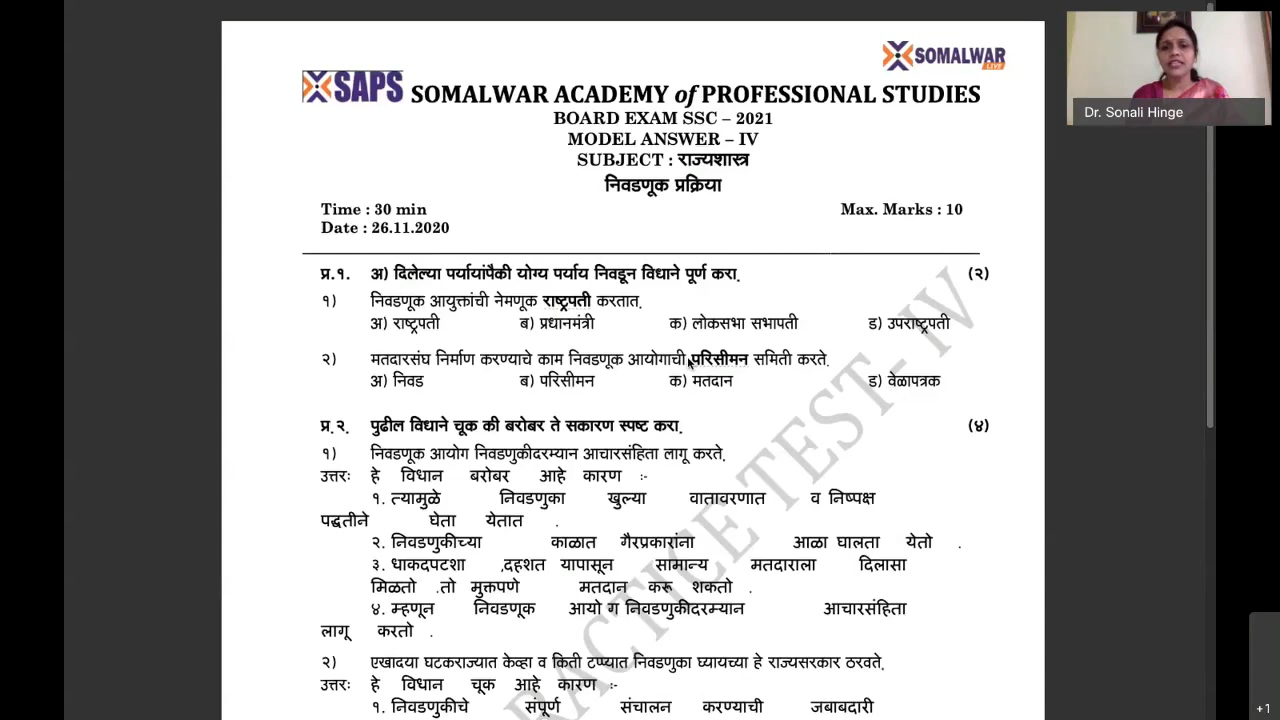 SOMALWAR
LIVE
SAPS SOMALWAR ACADEMY of PROFESSIONAL STUDIES
BOARD EXAM SSC – 2021
MODEL ANSWER – IV
SUBJECT : राज्यशास्त्र
निवडणूक प्रक्रिया
Time : 30 min Max. Marks : 10
Date : 26.11.2020
प्र.१. अ) दिलेल्या पर्यायांपैकी योग्य पर्याय निवडून विधाने पूर्ण करा. (२)
१) निवडणूक आयुक्तांची नेमणूक राष्ट्रपती करतात.
अ) राष्ट्रपती ब) प्रधानमंत्री क) लोकसभा सभापती ड) उपराष्ट्रपती
२) मतदारसंघ निर्माण करण्याचे काम निवडणूक आयोगाची परिसीमन समिती करते.
अ) निवड ब) परिसीमन क) मतदान ड) वेळापत्रक
प्र.२. पुढील विधाने चूक की बरोबर ते सकारण स्पष्ट करा. (४)
१) निवडणूक आयोग निवडणुकीदरम्यान आचारसंहिता लागू करते.
उत्तरः हे विधान बरोबर आहे कारण :-
१. त्यामुळे निवडणुका खुल्या वातावरणात व निष्पक्ष
पद्धतीने घेता येतात .
२. निवडणुकीच्या काळात गैरप्रकारांना आळा घालता येतो .
३. धाकदपटशा ,दहशत यापासून सामान्य मतदाराला दिलासा
मिळतो .तो मुक्तपणे मतदान करू शकतो .
४. म्हणून निवडणूक आयो ग निवडणुकीदरम्यान आचारसंहिता
लागू करतो .
२) एखादया घटकराज्यात केव्हा व किती टप्प्यात निवडणुका घ्यायच्या हे राज्यसरकार ठरवते.
उत्तरः हे विधान चूक आहे कारण :-
१. निवडणुकीचे संपूर्ण संचालन करण्याची जबाबदारी
PRACTICE TEST- IV
Dr. Sonali Hinge
+1